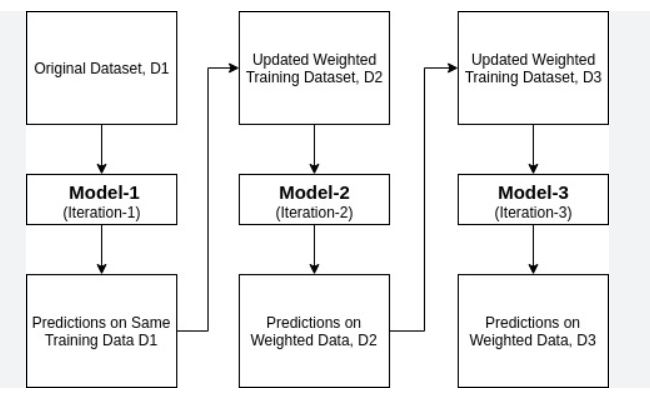 Original Dataset, D1
Model-1
(Iteration-1)
Predictions on Same
Training Data D1
Updated Weighted
Training Dataset, D2
Model-2
(Iteration-2)
Predictions on
Weighted Data, D2
Updated Weighted
Training Dataset, D3
Model-3
(Iteration-3)
Predictions on
Weighted Data, D3